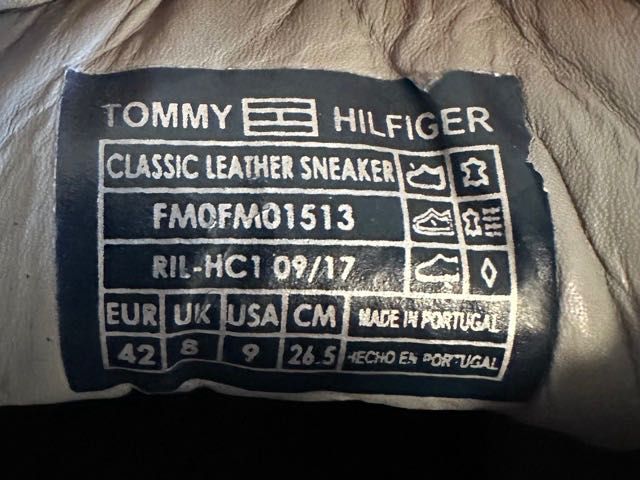 TOMMY HILFIGER
CLASSIC LEATHER SNEAKER
FM0FM01513
RIL-HC1 09/17
EUR UK USA CM MADE IN PORTUGAL
42 8 9 26.5 HECHO EN PORTUGAL